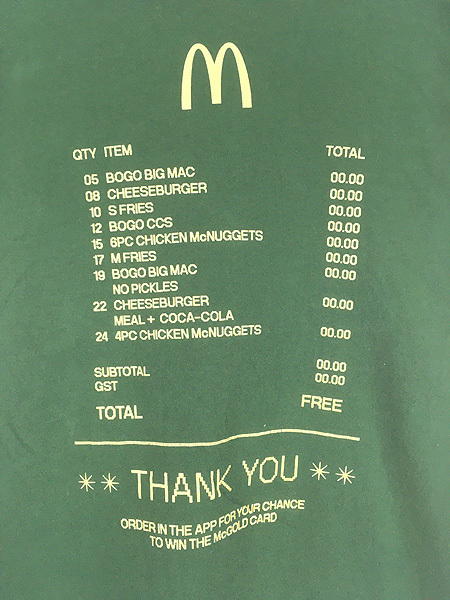 QTY ITEM TOTAL
05 BOGO BIG MAC 00.00
08 CHEESEBURGER 00.00
10 S FRIES 00.00
12 BOGO CCS 00.00
15 6PC CHICKEN McNUGGETS 00.00
17 M FRIES 00.00
19 BOGO BIG MAC 00.00
NO PICKLES
22 CHEESEBURGER 00.00
MEAL + COCA-COLA
24 4PC CHICKEN McNUGGETS 00.00
SUBTOTAL 00.00
GST 00.00
TOTAL FREE
** THANK YOU **
ORDER IN THE APP FOR YOUR CHANCE
TO WIN THE McGOLD CARD